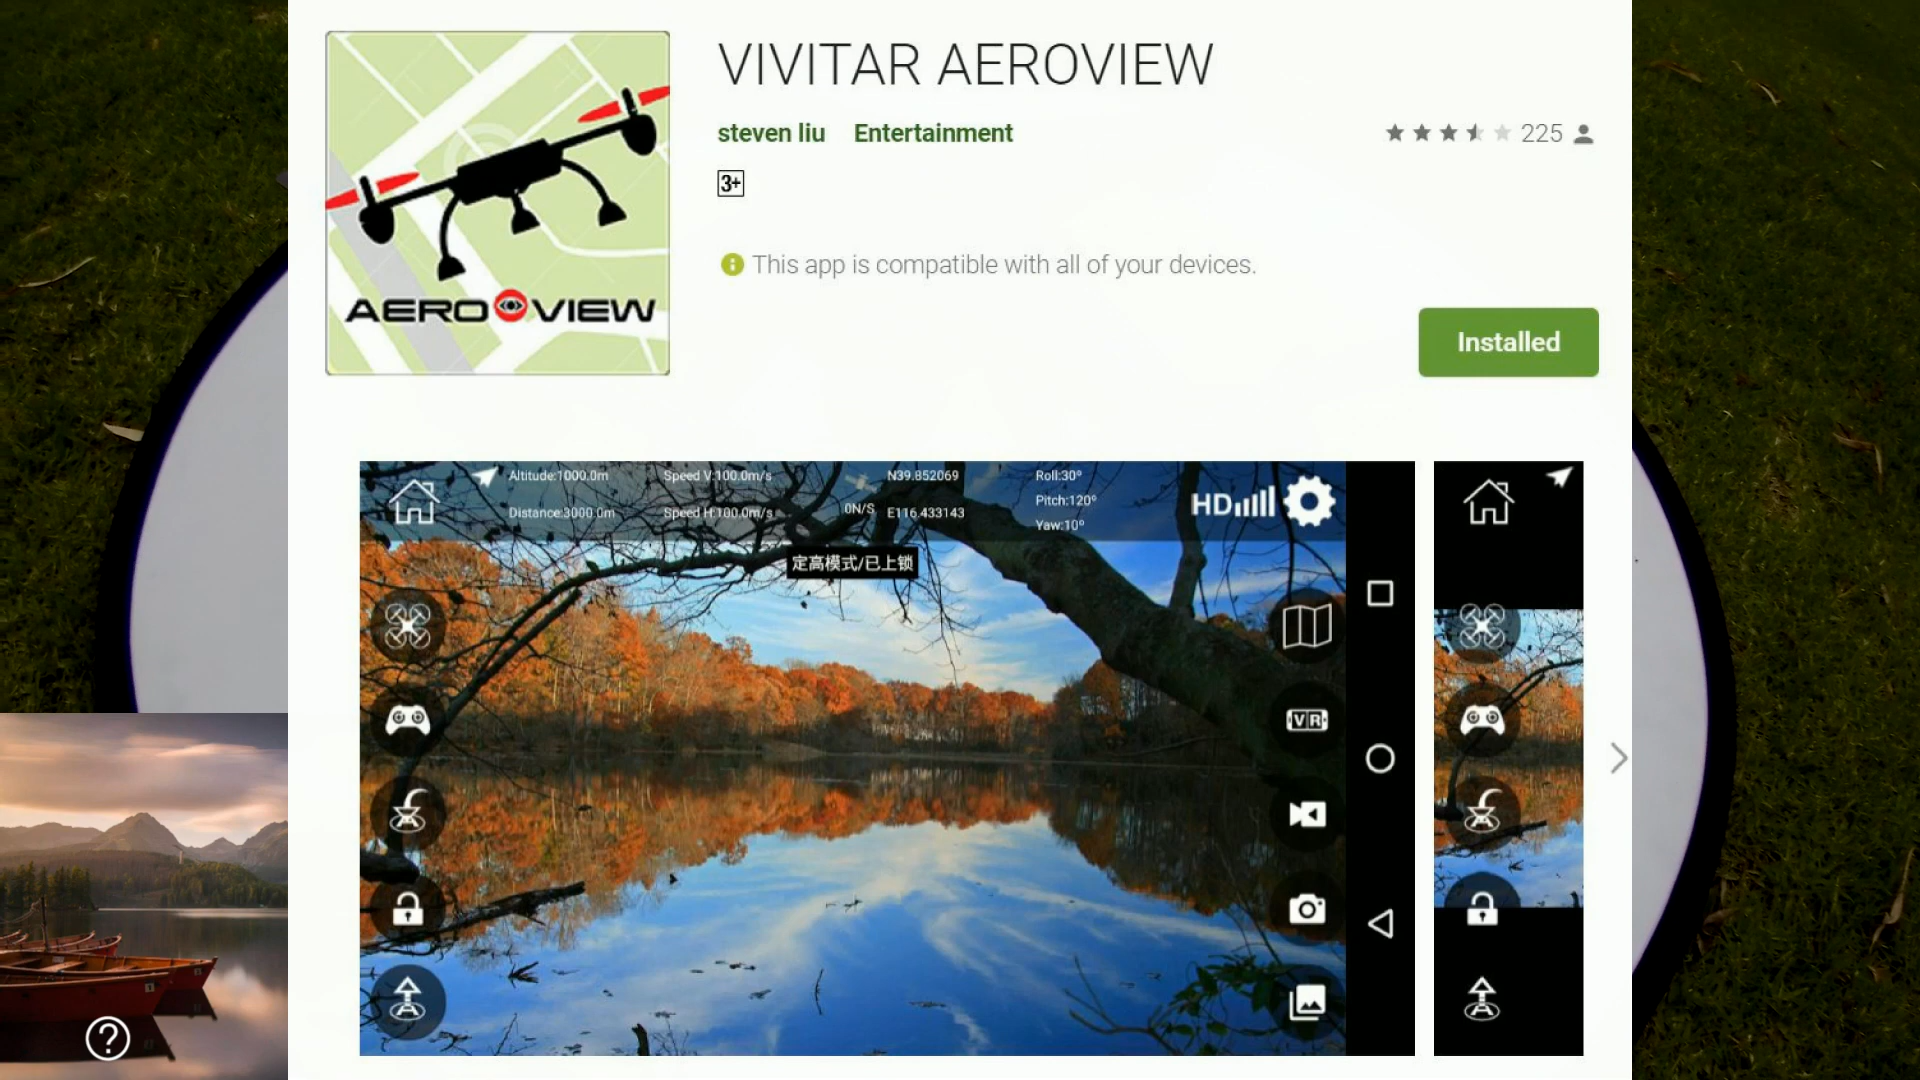 VIVITAR AEROVIEW
steven liu Entertainment
225
3+
This app is compatible with all of your devices.
Installed
AERO VIEW
Altitude:1000.0m Speed V:100.0m/s N39.852069 Roll:30°
Pitch:120°
Distance:3000.0m Speed H:100.0m/s 0N/S E116.433143
Yaw:10°
HD
定高模式/已上锁
VR
?